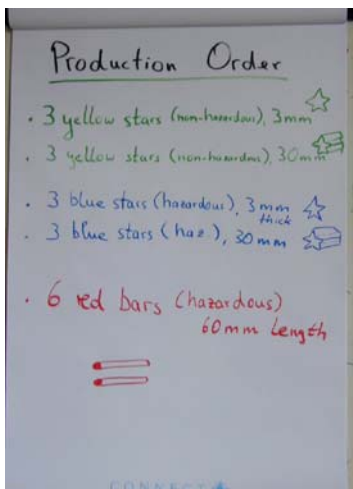 Production Order
. 3 yellow stars (non-hazardous), 3mm
. 3 yellow stars (non-hazardous), 30mm
. 3 blue stars (hazardous), 3mm
thick
. 3 blue stars (haz.), 30mm
. 6 red bars (hazardous)
60mm Length
CONNECT